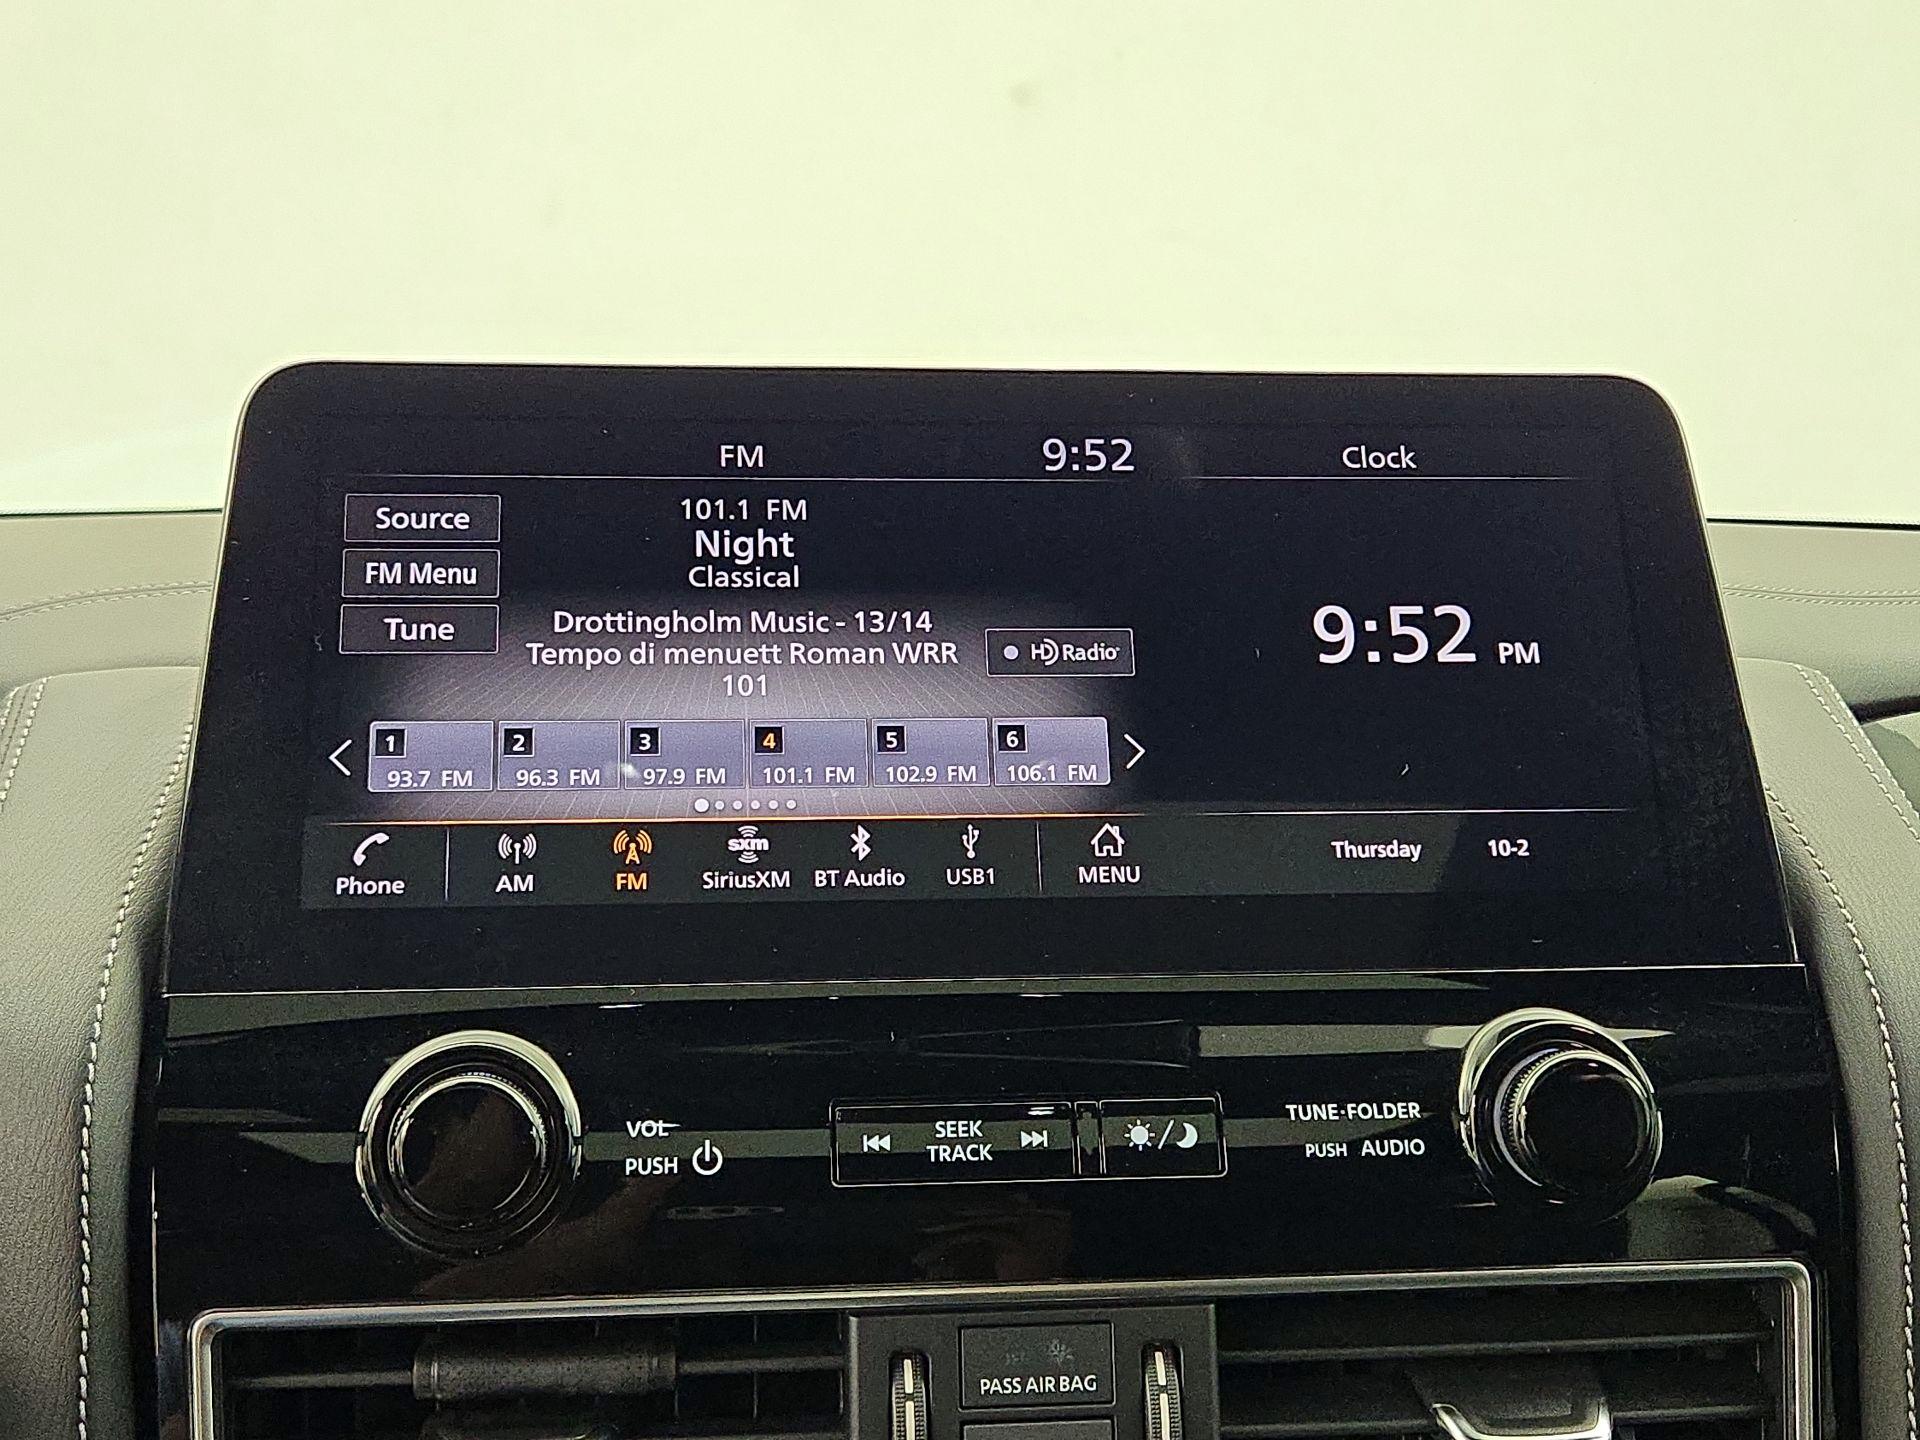 FM 9:52 Clock
Source
FM Menu
Tune
101.1 FM
Night
Classical
Drottingholm Music - 13/14
Tempo di menuett Roman WRR
101
HD Radio
9:52 PM
1 2 3 4 5 6
93.7 FM 96.3 FM 97.9 FM 101.1 FM 102.9 FM 106.1 FM
Phone
AM
FM
sxm
SiriusXM
BT Audio
USB1
MENU
Thursday 10-2
VOL
PUSH
SEEK
TRACK
TUNE·FOLDER
PUSH AUDIO
PASS AIR BAG